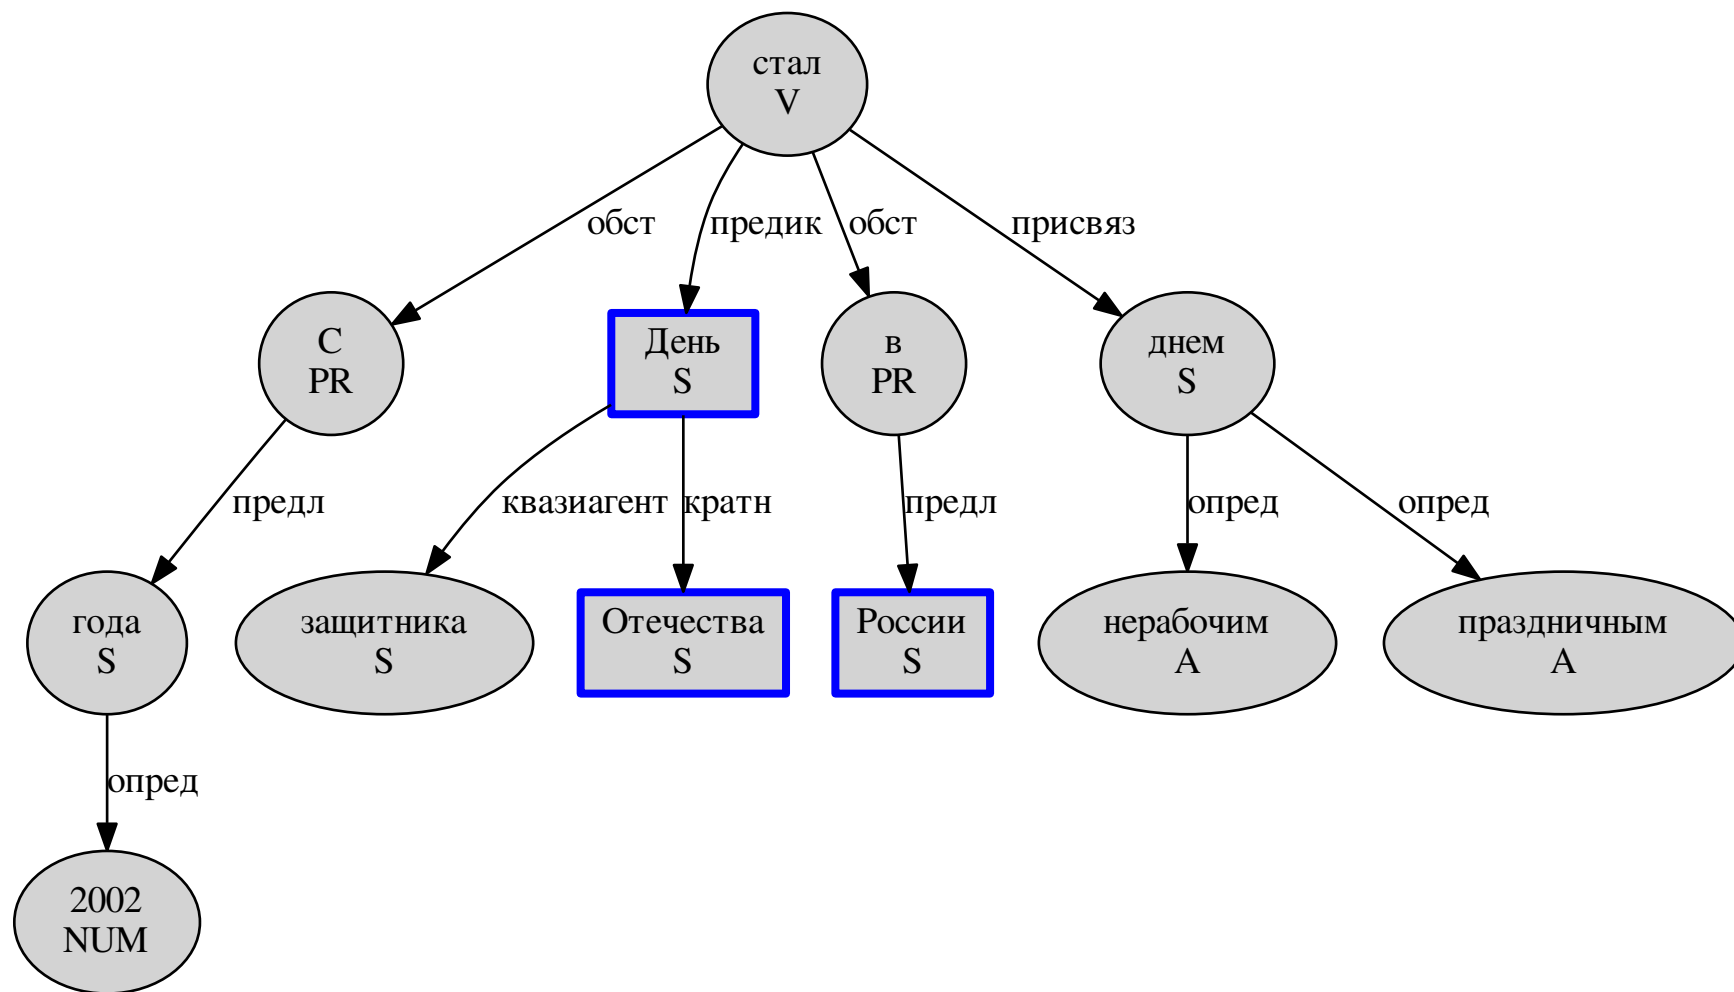 стал
V
обст
предик
обст
присвяз
С
PR
День
S
в
PR
днем
S
предл
квазиагент
кратн
предл
опред
опред
года
S
защитника
S
Отечества
S
России
S
нерабочим
A
праздничным
A
опред
2002
NUM